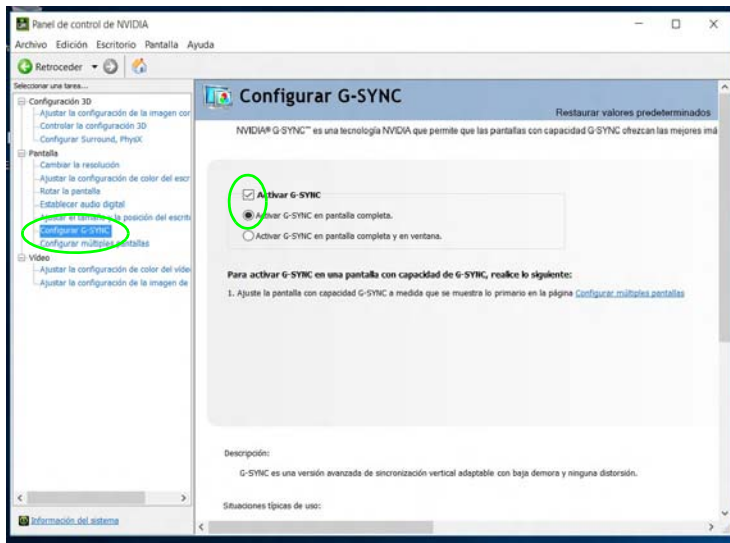 Panel de control de NVIDIA
Archivo Edición Escritorio Pantalla Ayuda
Retroceder
Seleccionar una tarea...
Configuración 3D
Ajustar la configuración de la imagen cor
Controlar la configuración 3D
Configurar Surround, PhysX
Pantalla
Cambiar la resolución
Ajustar la configuración de color del escr
Rotar la pantalla
Establecer audio digital
Ajustar el tamaño y la posición del escrito
Configurar G-SYNC
Configurar múltiples pantallas
Vídeo
Ajustar la configuración de color del víde
Ajustar la configuración de la imagen de
Información del sistema
Configurar G-SYNC
Restaurar valores predeterminados
NVIDIA® G-SYNC™ es una tecnología NVIDIA que permite que las pantallas con capacidad G-SYNC ofrezcan las mejores imá
Activar G-SYNC
Activar G-SYNC en pantalla completa.
Activar G-SYNC en pantalla completa y en ventana.
Para activar G-SYNC en una pantalla con capacidad de G-SYNC, realice lo siguiente:
1. Ajuste la pantalla con capacidad G-SYNC a medida que se muestra lo primario en la página Configurar múltiples pantallas
Descripción:
G-SYNC es una versión avanzada de sincronización vertical adaptable con baja demora y ninguna distorsión.
Situaciones típicas de uso: